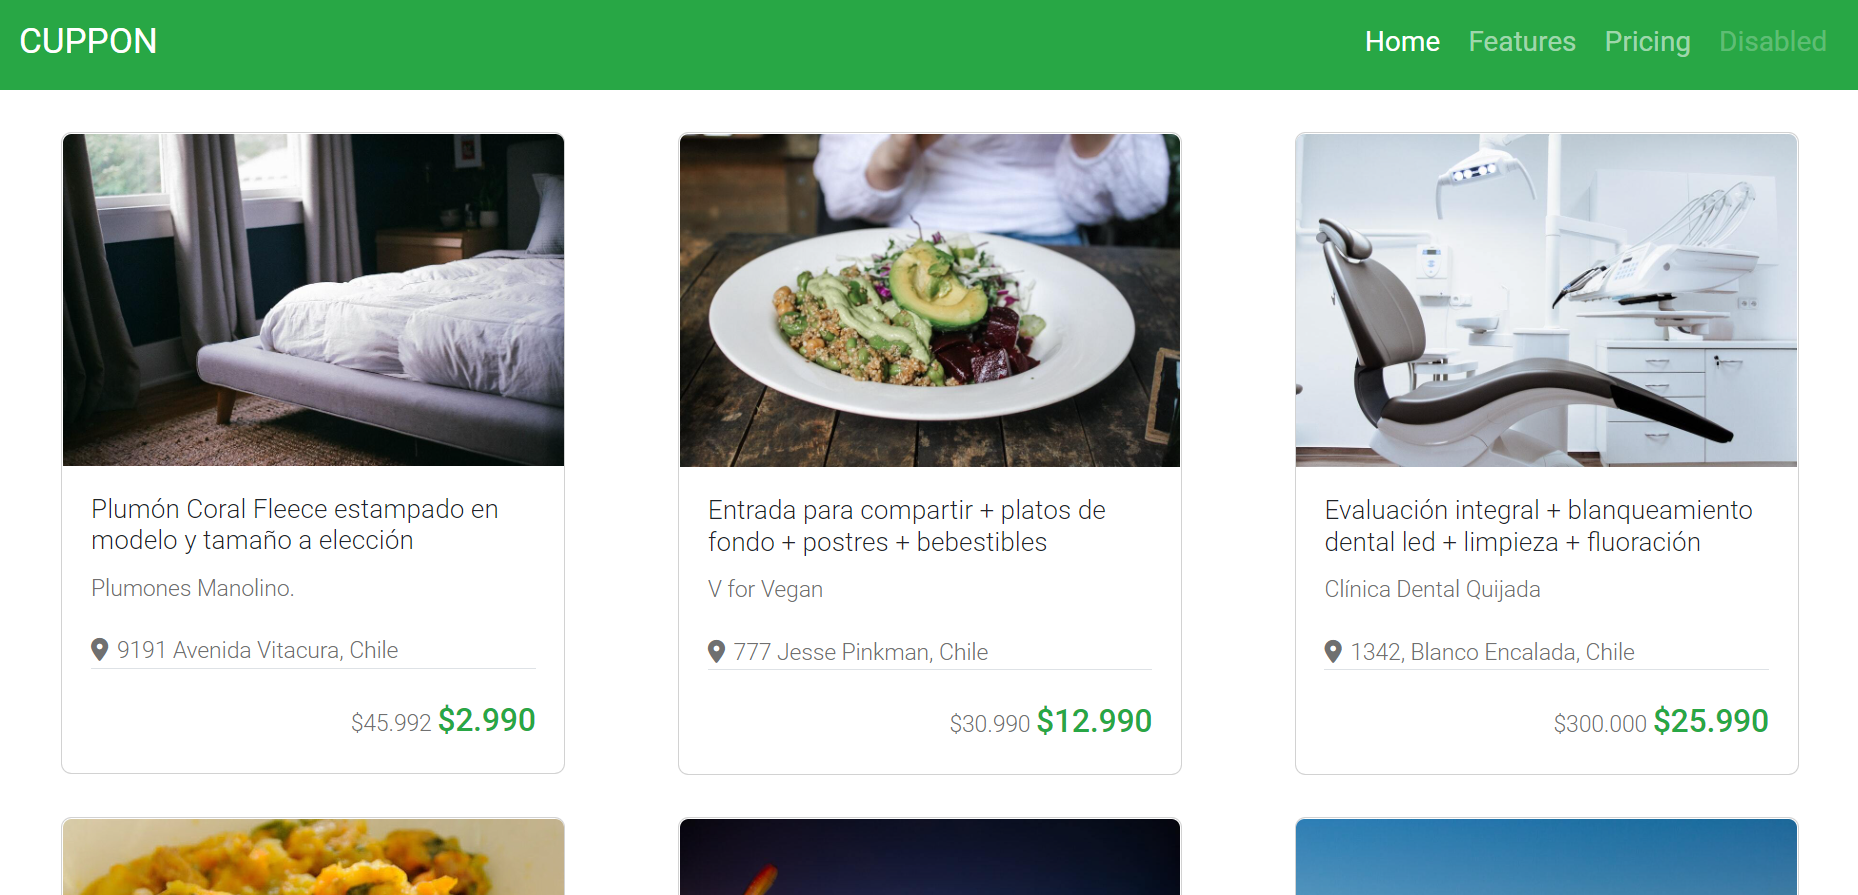 CUPPON
Home Features Pricing Disabled
Plumón Coral Fleece estampado en
modelo y tamaño a elección
Plumones Manolino.
9191 Avenida Vitacura, Chile
$45.992 $2.990
Entrada para compartir + platos de
fondo + postres + bebestibles
V for Vegan
777 Jesse Pinkman, Chile
$30.990 $12.990
Evaluación integral + blanqueamiento
dental led + limpieza + fluoración
Clínica Dental Quijada
1342, Blanco Encalada, Chile
$300.000 $25.990